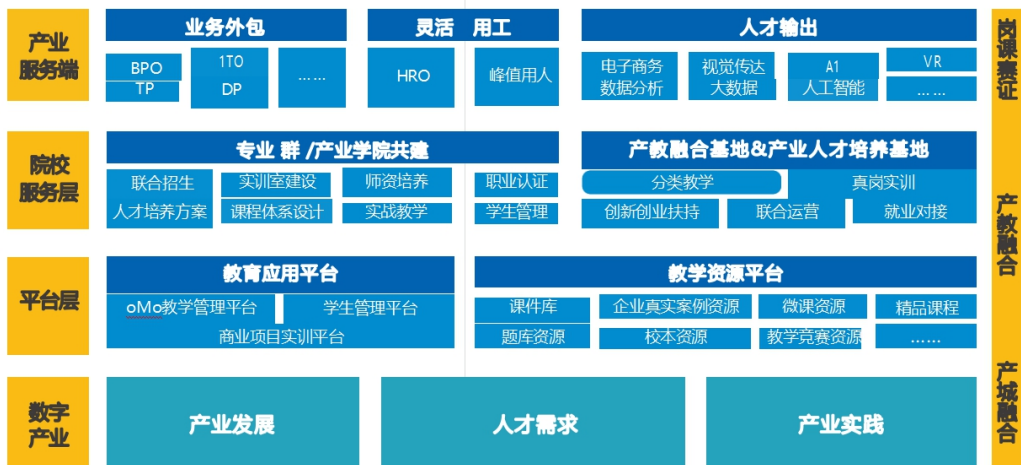 产业
服务端
业务外包
BPO
TP
1TO
DP
……
灵活 用工
HRO
峰值用人
人才输出
电子商务
数据分析
视觉传达
大数据
A1
人工智能
VR
……
院校
服务层
专业 群 /产业学院共建
联合招生
人才培养方案
实训室建设
课程体系设计
师资培养
实战教学
职业认证
学生管理
产教融合基地&产业人才培养基地
分类教学
真岗实训
创新创业扶持
联合运营
就业对接
平台层
教育应用平台
oMo教学管理平台
学生管理平台
商业项目实训平台
教学资源平台
课件库
企业真实案例资源
微课资源
精品课程
题库资源
校本资源
教学竞赛资源
……
数字
产业
产业发展
人才需求
产业实践
岗课赛证
产教融合
产城融合